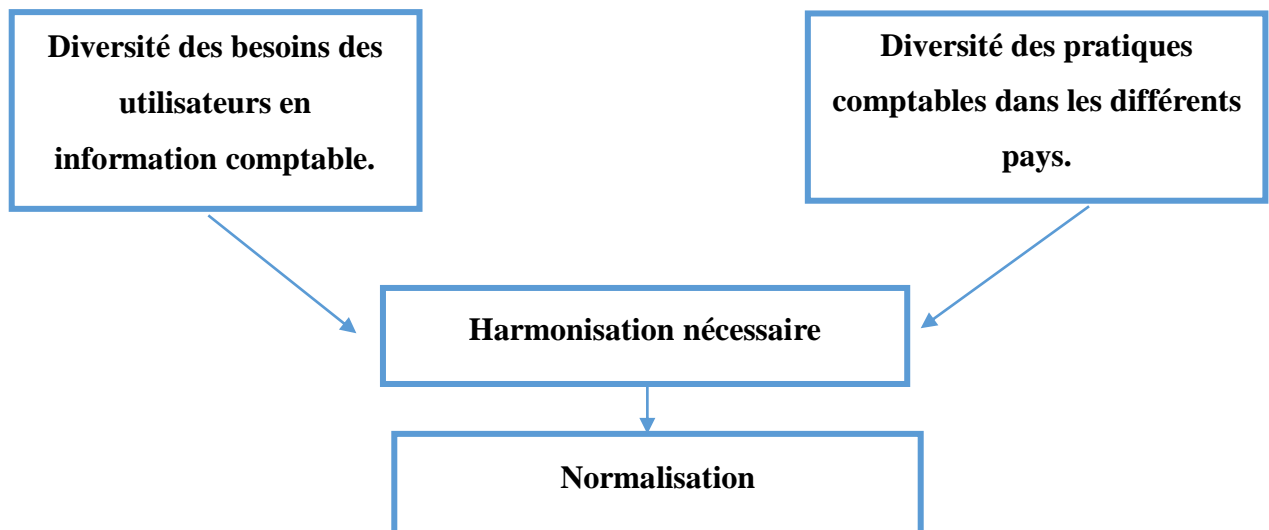 Diversité des besoins des
utilisateurs en
information comptable.
Diversité des pratiques
comptables dans les différents
pays.
Harmonisation nécessaire
Normalisation